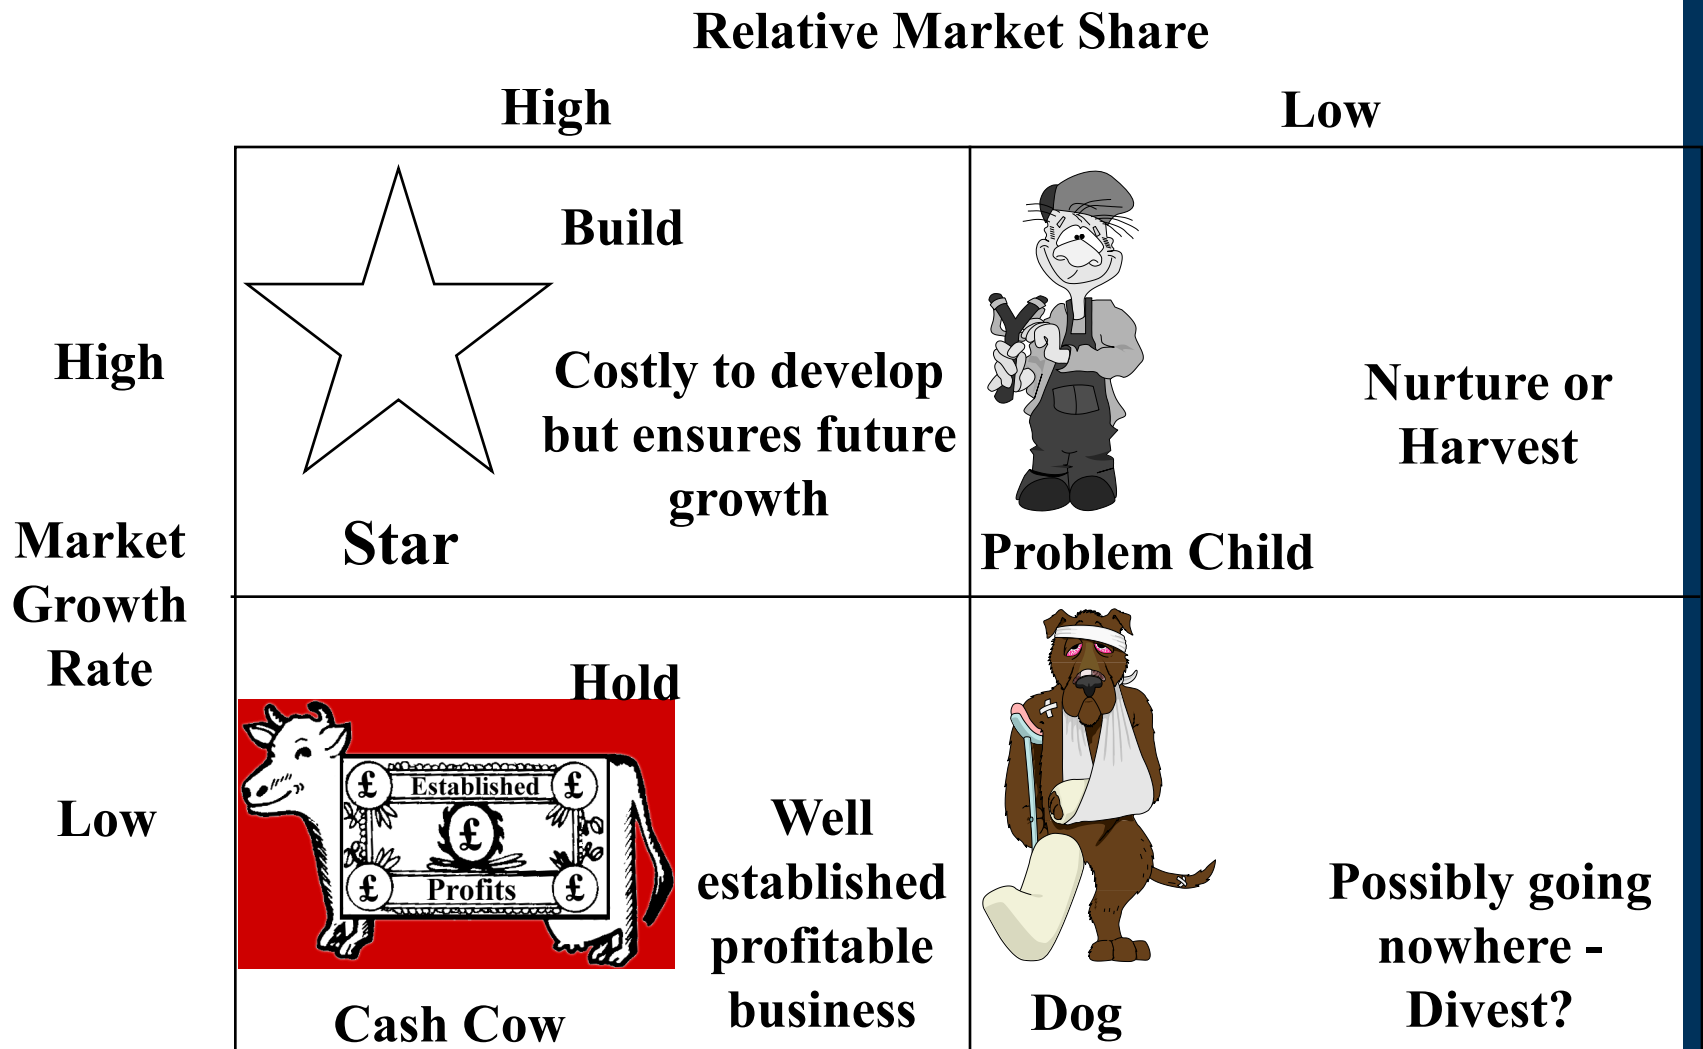 Relative Market Share
High
Low
High
Market
Growth
Rate
Low
Build
Costly to develop
but ensures future
growth
Star
Nurture or
Harvest
Problem Child
Hold
£ Established £
£
£ Profits £
Well
established
profitable
business
Cash Cow
Possibly going
nowhere -
Divest?
Dog